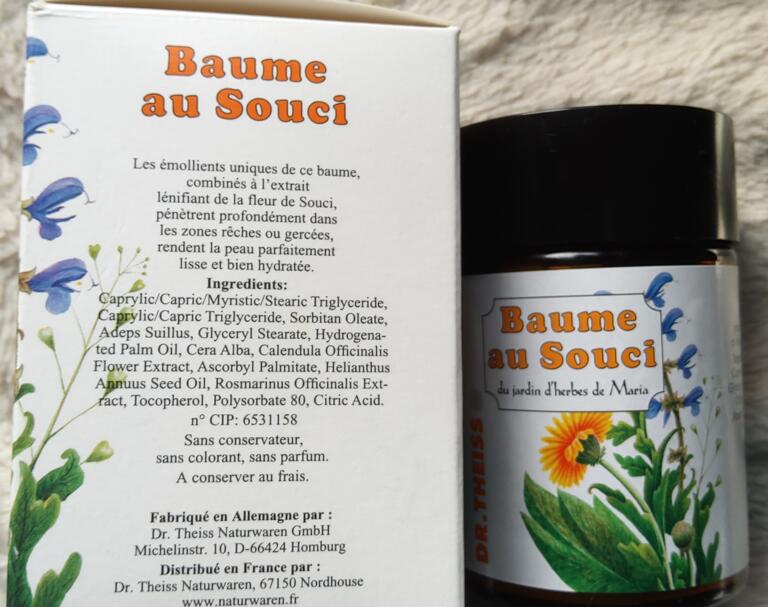 Baume
au Souci
Les émollients uniques de ce baume,
combinés à l'extrait
lénifiant de la fleur de Souci,
pénètrent profondément dans
les zones rêches ou gercées,
rendent la peau parfaitement
lisse et bien hydratée.
Ingredients:
Caprylic/Capric/Myristic/Stearic Triglyceride,
Caprylic/Capric Triglyceride, Sorbitan Oleate,
Adeps Suillus, Glyceryl Stearate, Hydrogena-
ted Palm Oil, Cera Alba, Calendula Officinalis
Flower Extract, Ascorbyl Palmitate, Helianthus
Annuus Seed Oil, Rosmarinus Officinalis Ext-
ract, Tocopherol, Polysorbate 80, Citric Acid.
n° CIP: 6531158
Sans conservateur,
sans colorant, sans parfum.
A conserver au frais.
Fabriqué en Allemagne par :
Dr. Theiss Naturwaren GmbH
Michelinstr. 10, D-66424 Homburg
Distribué en France par :
Dr. Theiss Naturwaren, 67150 Nordhouse
www.naturwaren.fr
Baume
au Souci
du jardin d'herbes de Maria
DR. THEISS